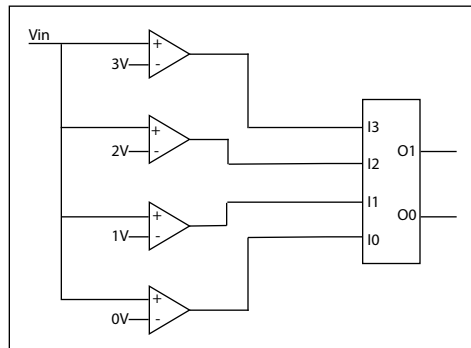 Vin
+
3V -
I3
+
2V -
I2
O1
+
1V -
I1
O0
I0
+
0V -